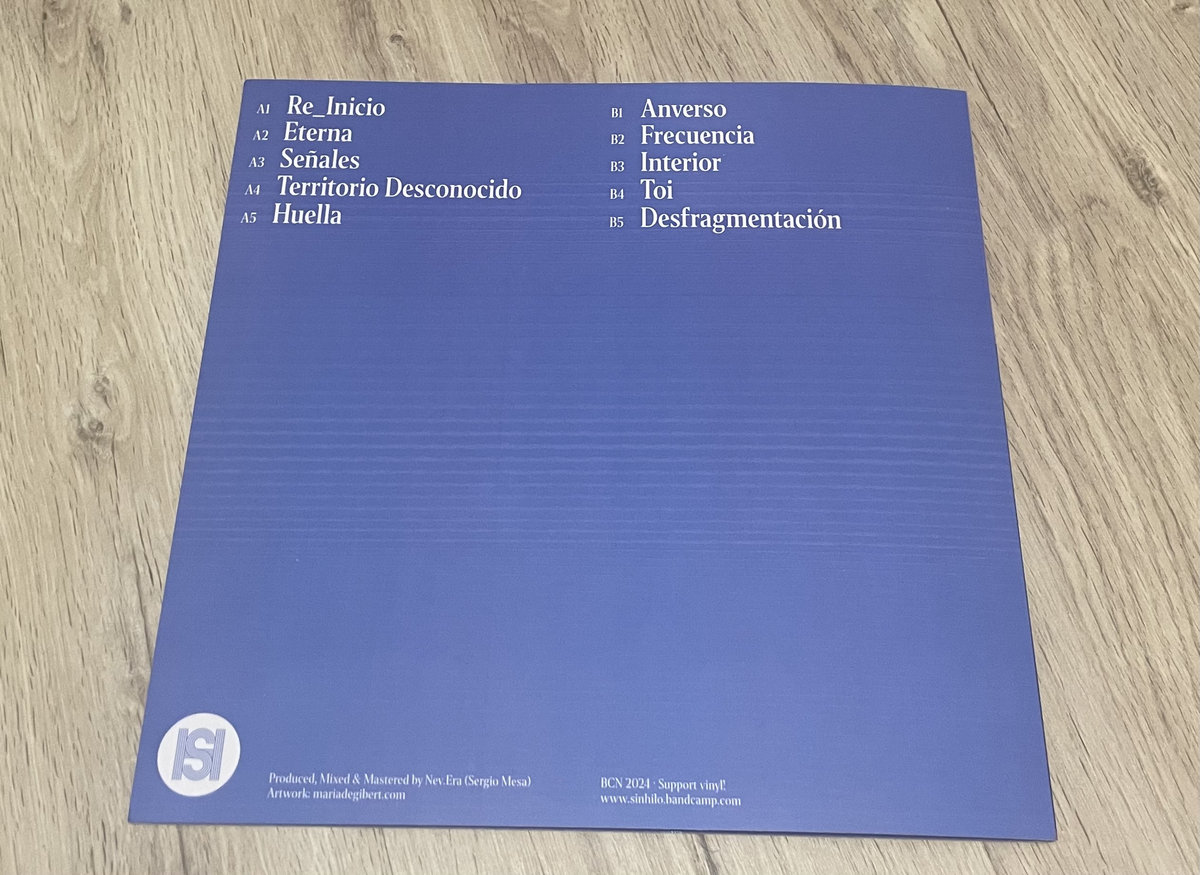 A1 Re_Inicio
A2 Eterna
A3 Señales
A4 Territorio Desconocido
A5 Huella
B1 Anverso
B2 Frecuencia
B3 Interior
B4 Toi
B5 Desfragmentación
Produced, Mixed & Mastered by Nev.Era (Sergio Mesa)
Artwork: mariadegibert.com
BCN 2024 · Support vinyl!
www.sinhilo.bandcamp.com